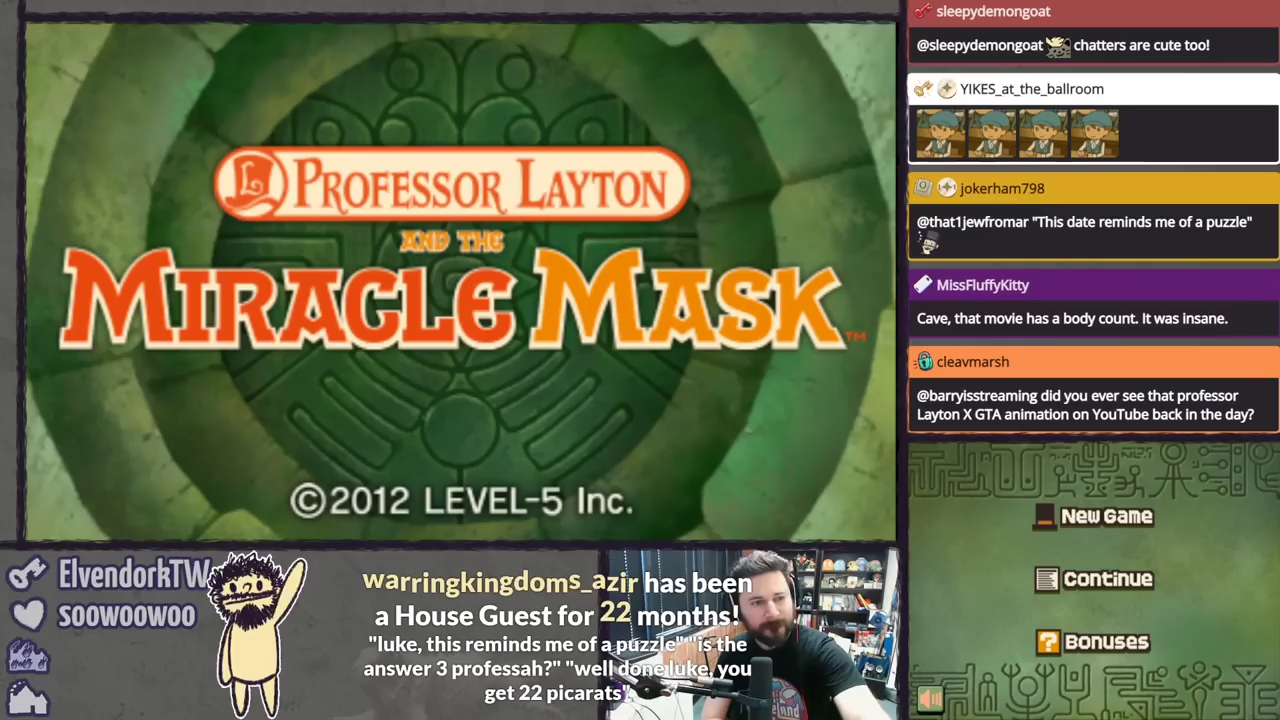 PROFESSOR LAYTON
AND THE
MIRACLE MASK™
©2012 LEVEL-5 Inc.
sleepydemongoat
@sleepydemongoat chatters are cute too!
YIKES_at_the_ballroom
jokerham798
@that1jewfromar "This date reminds me of a puzzle"
MissFluffyKitty
Cave, that movie has a body count. It was insane.
cleavmarsh
@barryisstreaming did you ever see that professor
Layton X GTA animation on YouTube back in the day?
New Game
Continue
Bonuses
ElvendorkTW
soowoowoo
warringkingdoms_azir has been
a House Guest for 22 months!
"luke, this reminds me of a puzzle" "is the
answer 3 professah?" "well done luke, you
get 22 picarats"